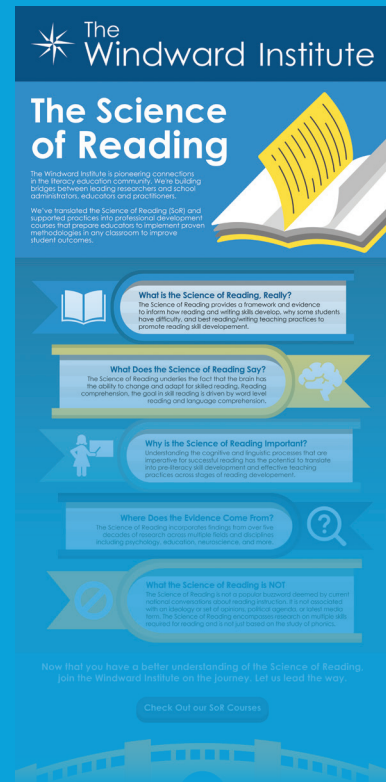 The
Windward Institute
The Science
of Reading
The Windward Institute is pioneering connections
in the literacy education community. We're building
bridges between leading researchers and school
administrators, educators and practitioners.
We've translated the Science of Reading (SoR) and
supported practices into professional development
courses that prepare educators to implement proven
methodologies in any classroom to improve
student outcomes.
What is the Science of Reading, Really?
The Science of Reading provides a framework and evidence
to inform how reading and writing skills develop, why some students
have difficulty, and best reading/writing teaching practices to
promote reading skill developement.
What Does the Science of Reading Say?
The Science of Reading underlies the fact that the brain has
the ability to change and adapt for skilled reading. Reading
comprehension, the goal in skill reading is driven by word level
reading and language comprehension.
Why is the Science of Reading Important?
Understanding the cognitive and linguistic processes that are
imperative for successful reading has the potential to translate
into pre-literacy skill development and effective teaching
practices across stages of reading developement.
Where Does the Evidence Come From?
The Science of Reading incorporates findings from over five
decades of research across multiple fields and disciplines
including psychology, education, neuroscience, and more.
What the Science of Reading is NOT
The Science of Reading is not a popular buzzword deemed by current
national conversations about reading instruction. It is not associated
with an ideology or set of opinions, political agenda, or latest media
term. The Science of Reading encompasses research on multiple skills
required for reading and is not just based on the study of phonics.
Now that you have a better understanding of the Science of Reading,
join the Windward Institute on the journey. Let us lead the way.
Check Out our SoR Courses